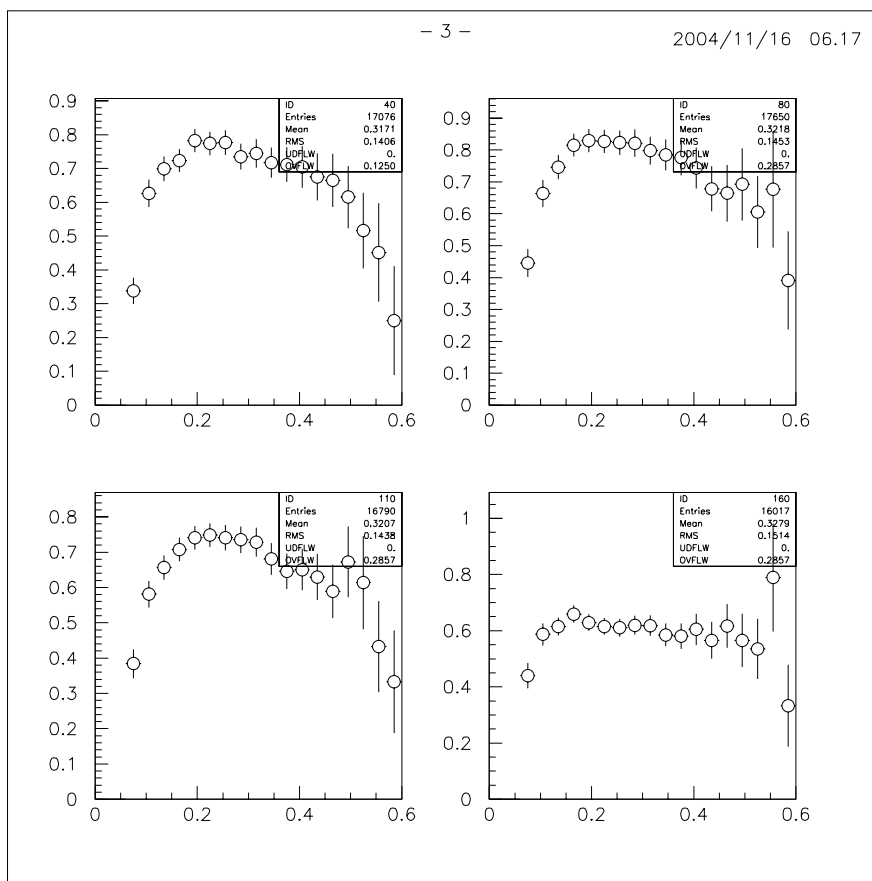 - 3 -
2004/11/16 06.17
ID 40
Entries 17076
Mean 0.3171
RMS 0.1406
UDFLW 0.
OVFLW 0.1250
0.9
0.8
0.7
0.6
0.5
0.4
0.3
0.2
0.1
0
0 0.2 0.4 0.6
ID 80
Entries 17650
Mean 0.3218
RMS 0.1453
UDFLW 0.
OVFLW 0.2857
0.9
0.8
0.7
0.6
0.5
0.4
0.3
0.2
0.1
0
0 0.2 0.4 0.6
ID 110
Entries 16790
Mean 0.3207
RMS 0.1438
UDFLW 0.
OVFLW 0.2857
0.8
0.7
0.6
0.5
0.4
0.3
0.2
0.1
0
0 0.2 0.4 0.6
ID 160
Entries 16017
Mean 0.3279
RMS 0.1514
UDFLW 0.
OVFLW 0.2857
1
0.8
0.6
0.4
0.2
0
0 0.2 0.4 0.6